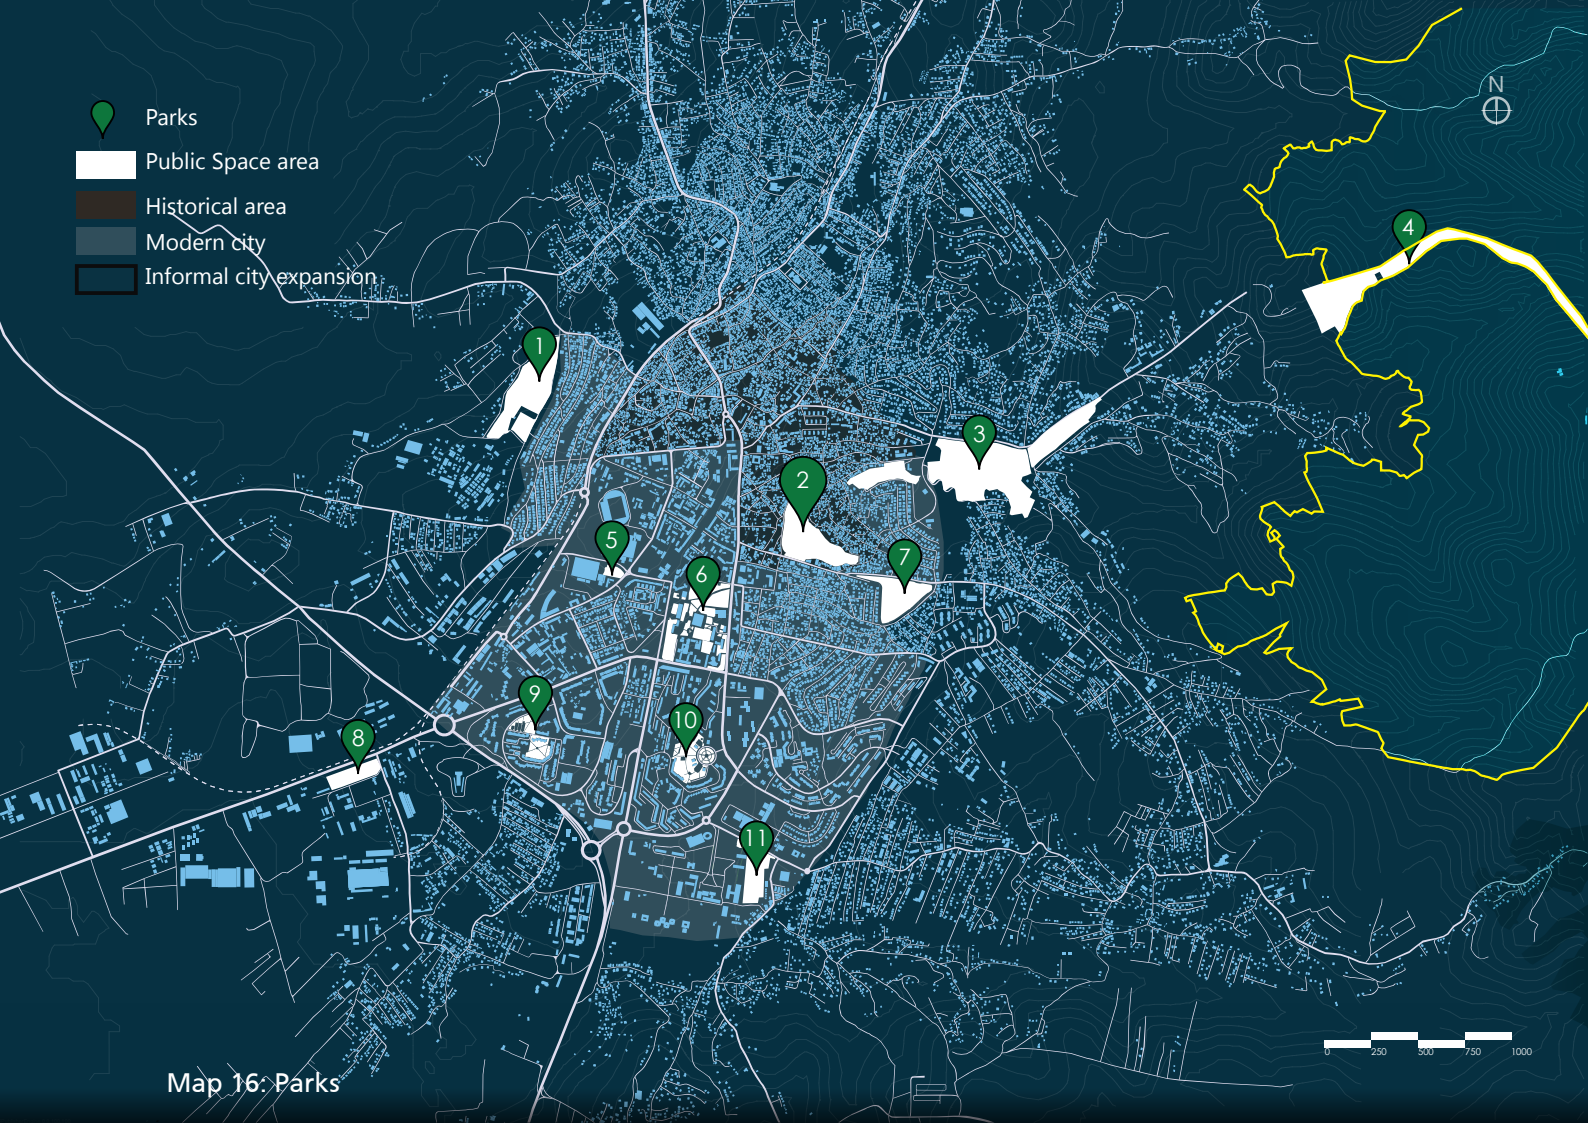 N
Parks
Public Space area
Historical area
Modern city
Informal city expansion
4
1
3
2
5
7
6
9
10
8
11
0 250 500 750 1000
Map 16: Parks